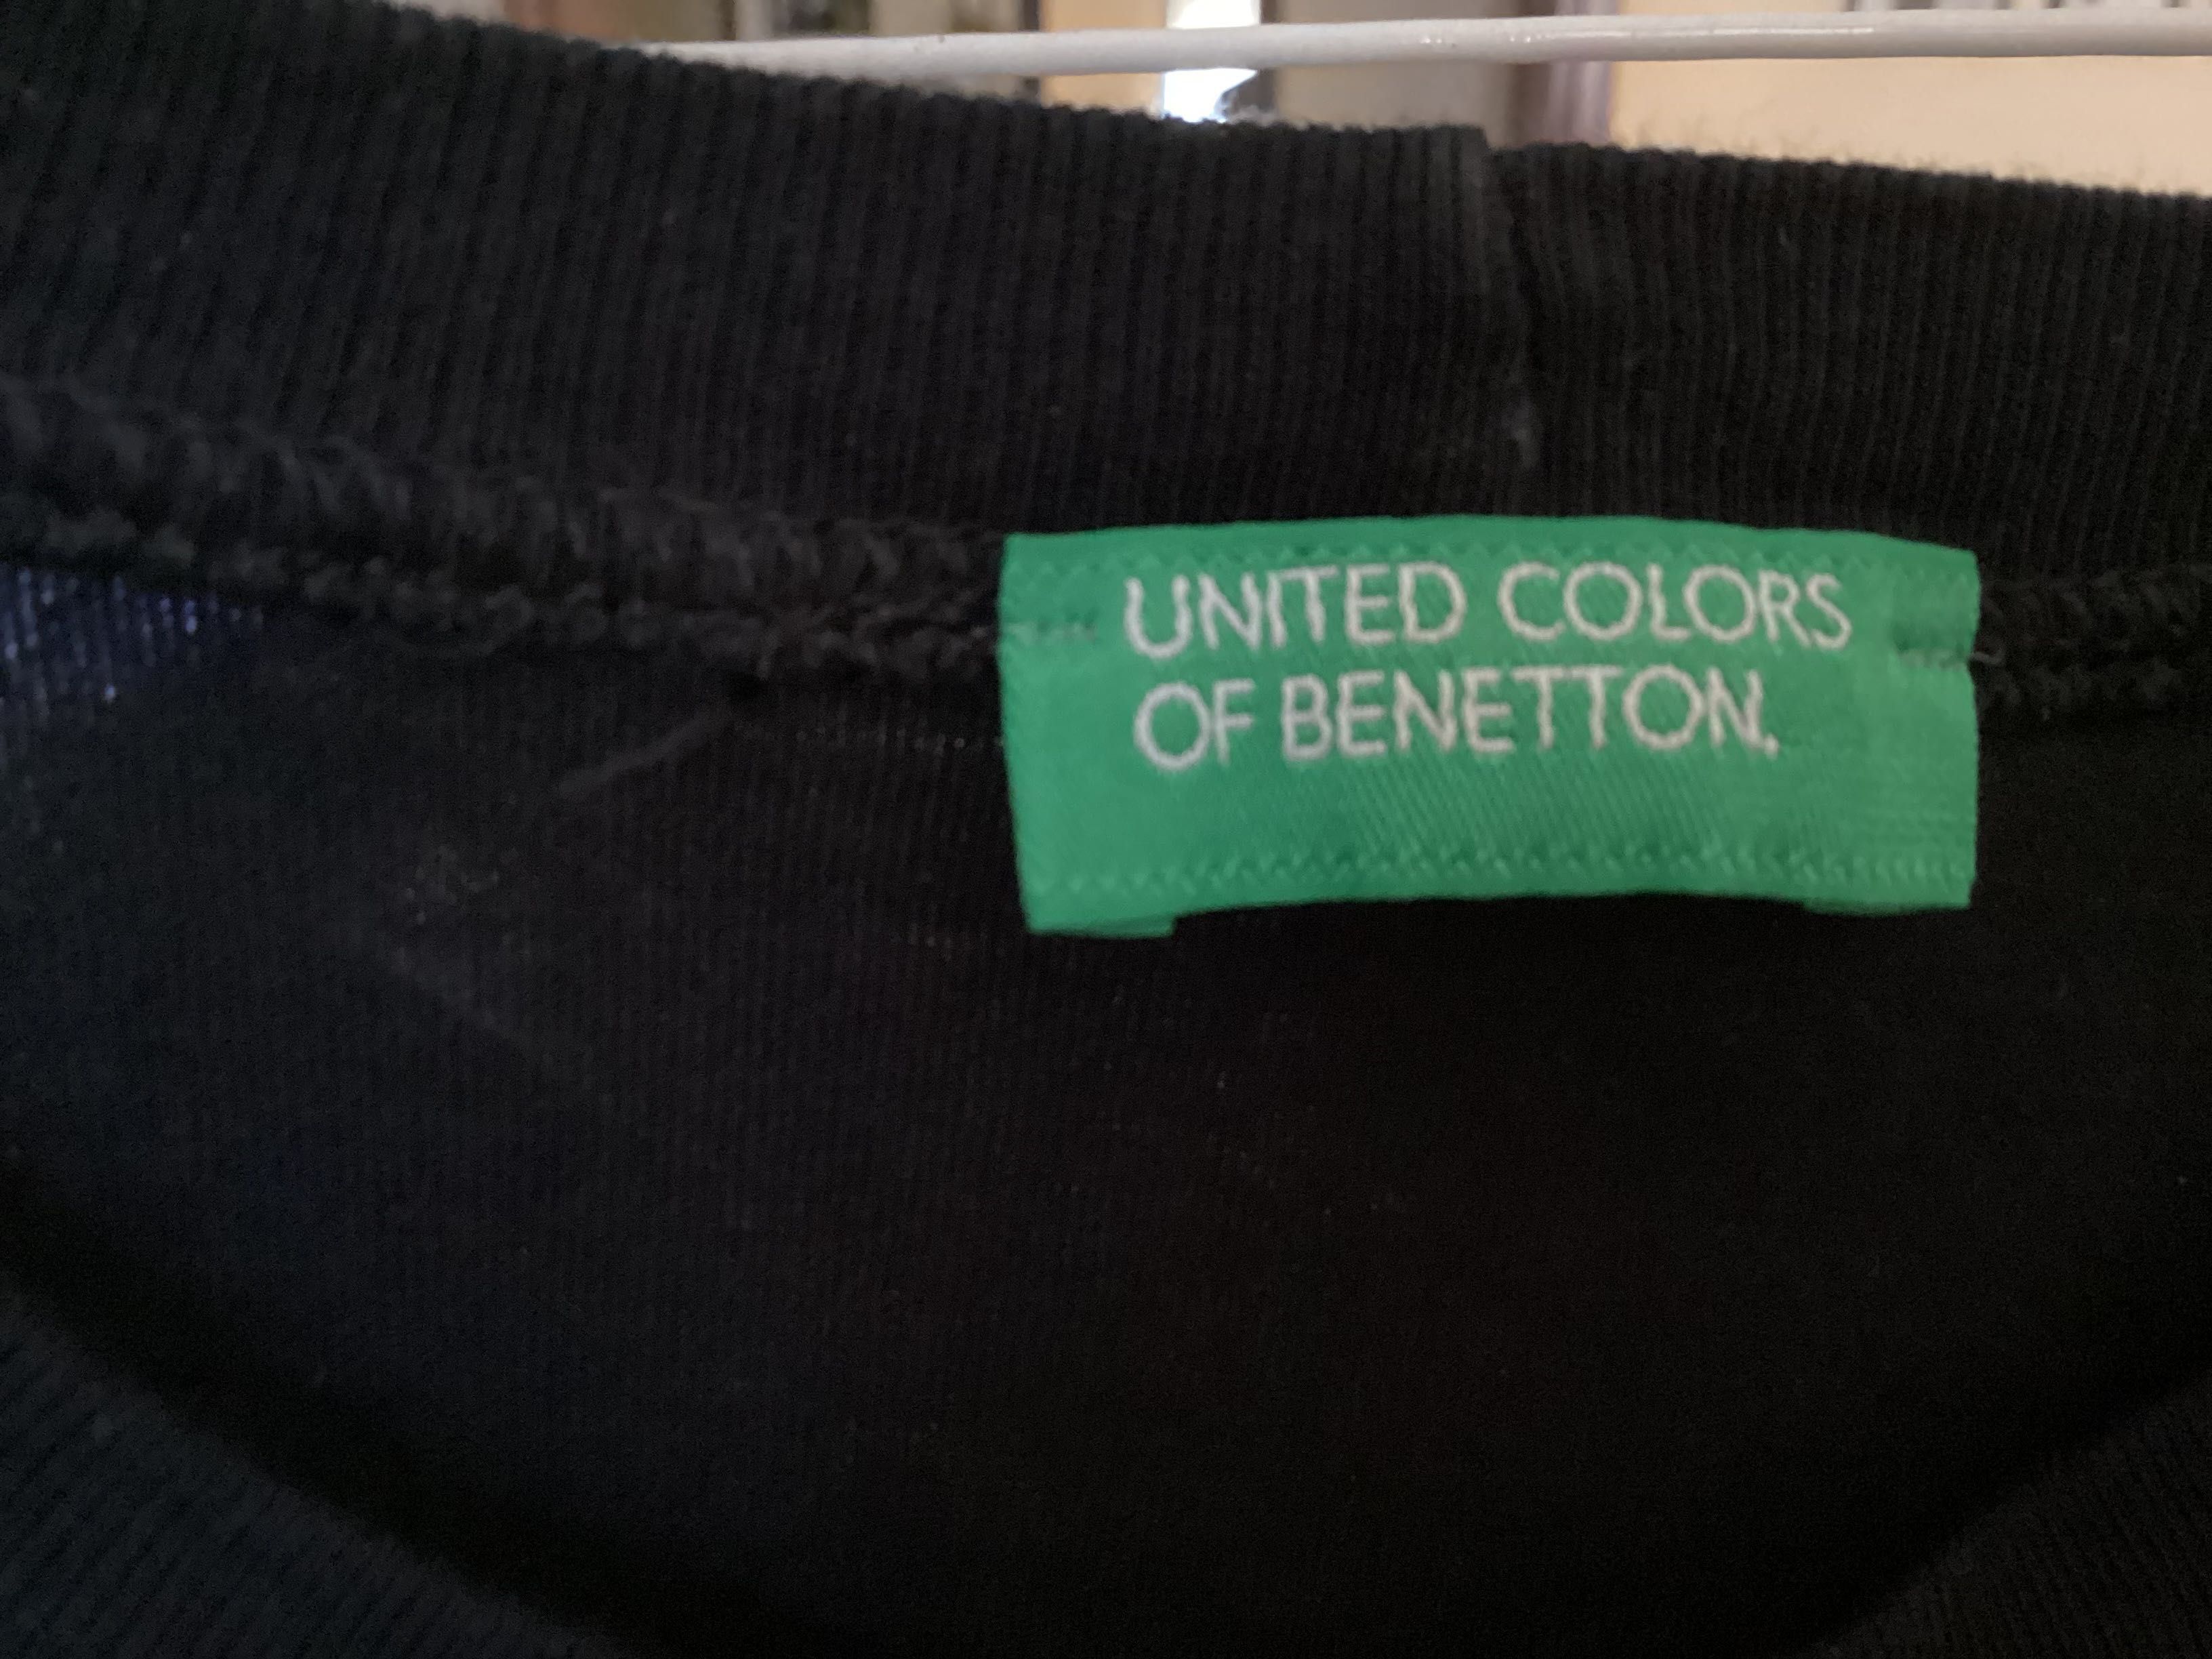 UNITED COLORS
OF BENETTON.